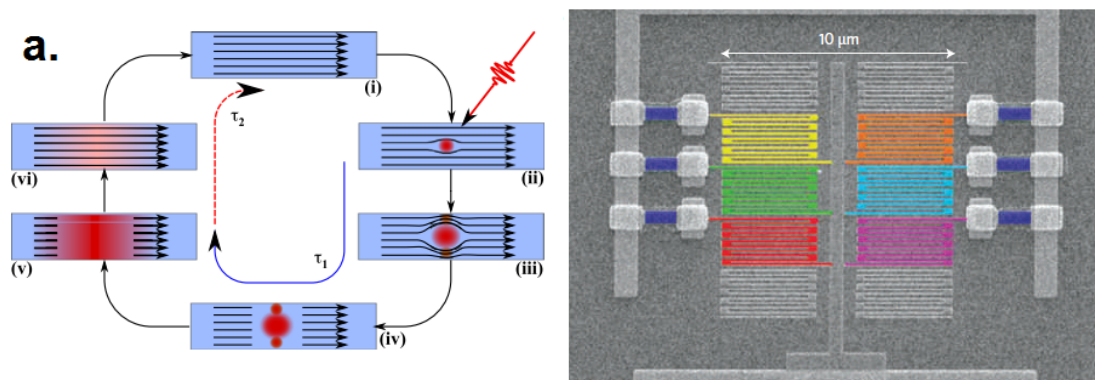 a.
(i)
(ii)
(iii)
(iv)
(v)
(vi)
τ1
τ2
10 μm